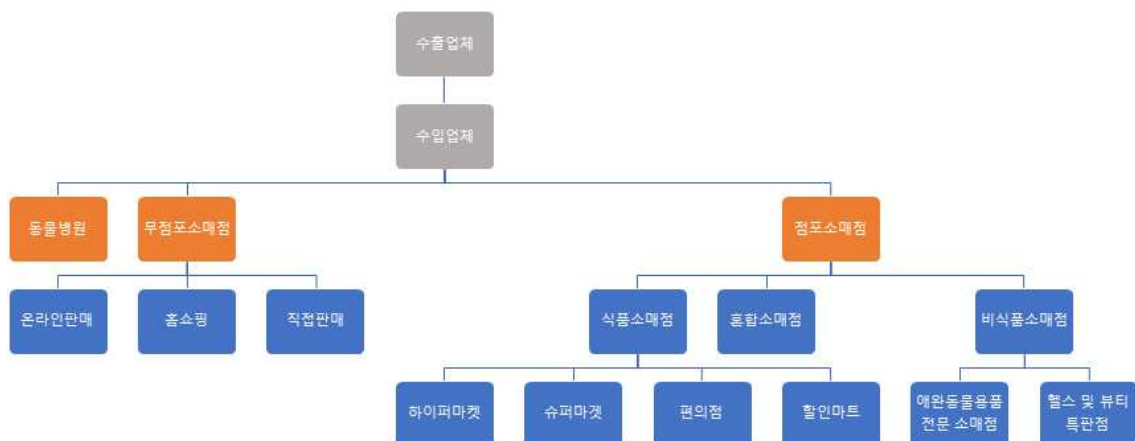 수출업체
수입업체
동물병원
무점포소매점
점포소매점
온라인판매
홈쇼핑
직접판매
식품소매점
혼합소매점
비식품소매점
하이퍼마켓
슈퍼마겟
편의점
할인마트
애완동물용품
전문 소매점
헬스 및 뷰티
특판점